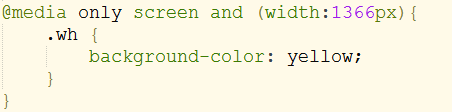 @media only screen and (width:1366px){
    .wh {
        background-color: yellow;
    }
}